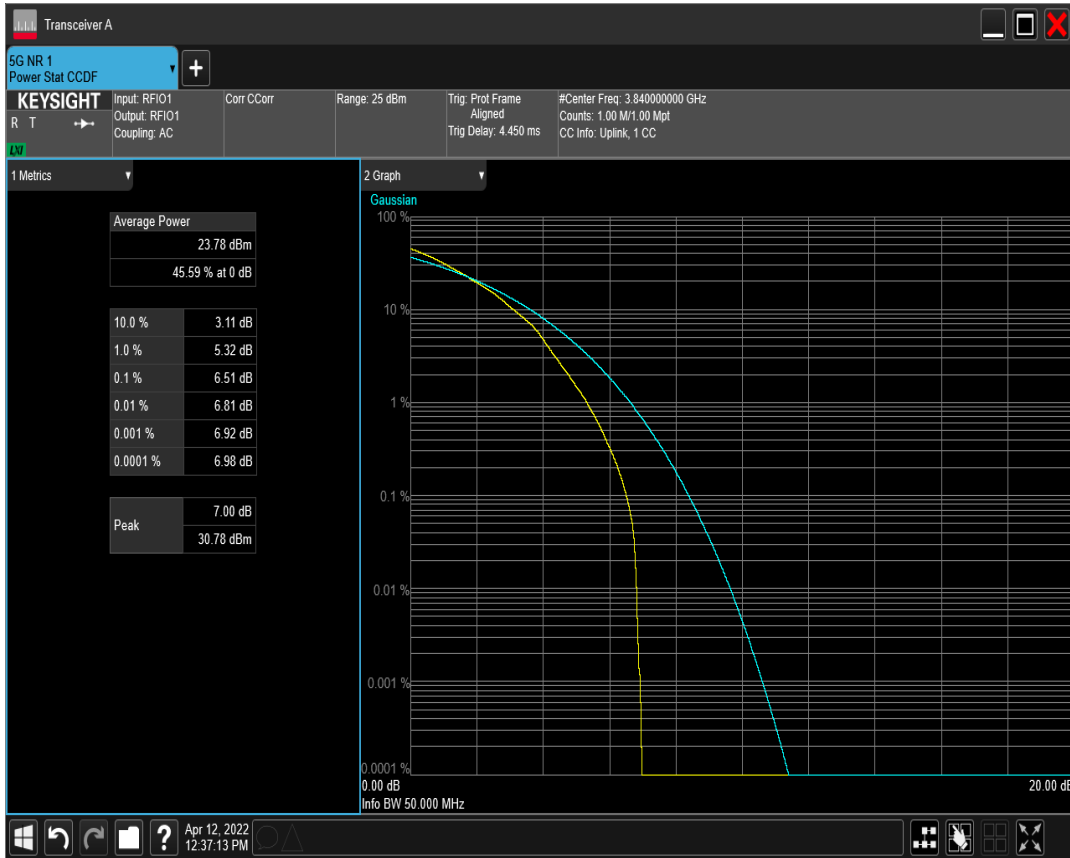 Transceiver A
5G NR 1
Power Stat CCDF
KEYSIGHT
R T
LXI
Input: RFIO1
Output: RFIO1
Coupling: AC
Corr CCorr
Range: 25 dBm
Trig: Prot Frame
Aligned
Trig Delay: 4.450 ms
#Center Freq: 3.840000000 GHz
Counts: 1.00 M/1.00 Mpt
CC Info: Uplink, 1 CC
1 Metrics
Average Power
23.78 dBm
45.59 % at 0 dB
10.0 % 3.11 dB
1.0 % 5.32 dB
0.1 % 6.51 dB
0.01 % 6.81 dB
0.001 % 6.92 dB
0.0001 % 6.98 dB
Peak
7.00 dB
30.78 dBm
2 Graph
Gaussian
100 %
10 %
1 %
0.1 %
0.01 %
0.001 %
0.0001 %
0.00 dB 20.00 dB
Info BW 50.000 MHz
?
Apr 12, 2022
12:37:13 PM